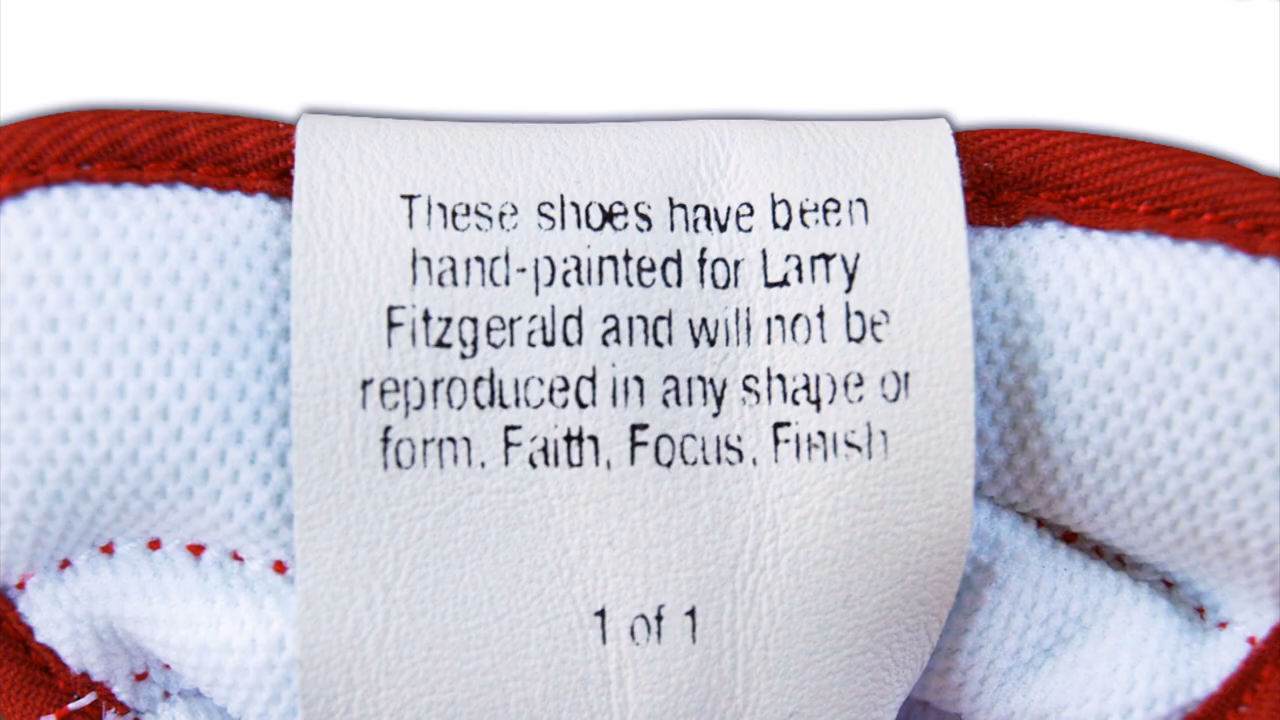 These shoes have been
hand-painted for Larry
Fitzgerald and will not be
reproduced in any shape or
form. Faith, Focus, Finish
1 of 1